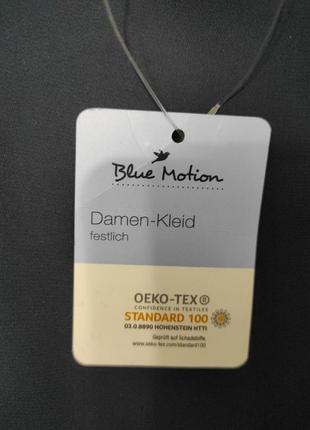 Blue Motion
Damen-Kleid
festlich
OEKO-TEX®
CONFIDENCE IN TEXTILES
STANDARD 100
03.0.8890 HOHENSTEIN HTTI
Geprüft auf Schadstoffe.
www.oeko-tex.com/standard100